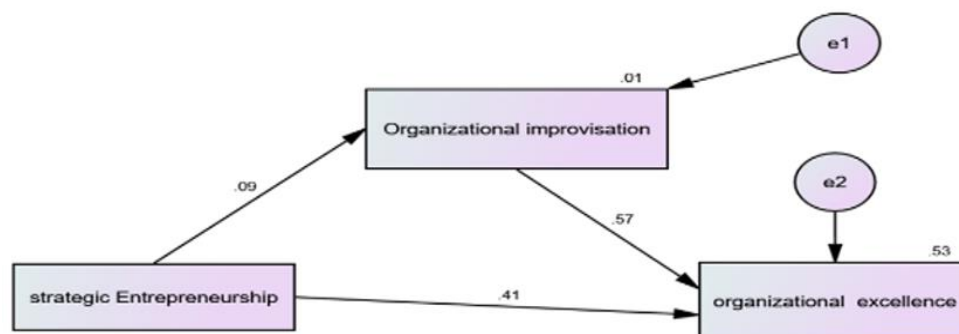 e1
.01
Organizational improvisation
e2
.09
.57
.53
strategic Entrepreneurship
.41
organizational excellence